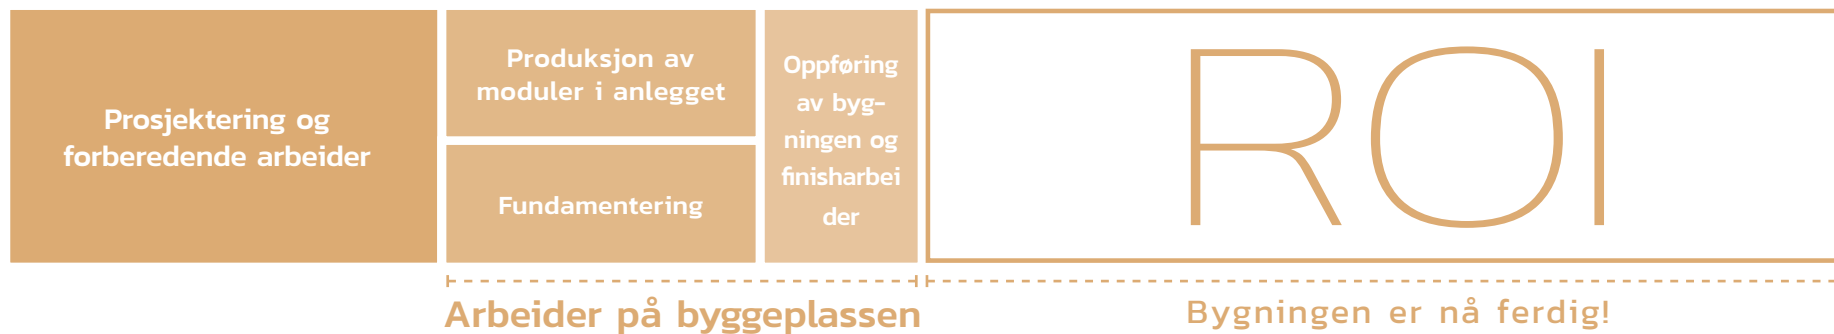 Prosjektering og
forberedende arbeider
Produksjon av
moduler i anlegget
Fundamentering
Oppføring
av byg-
ningen og
finisharbei
der
ROI
Arbeider på byggeplassen
Bygningen er nå ferdig!